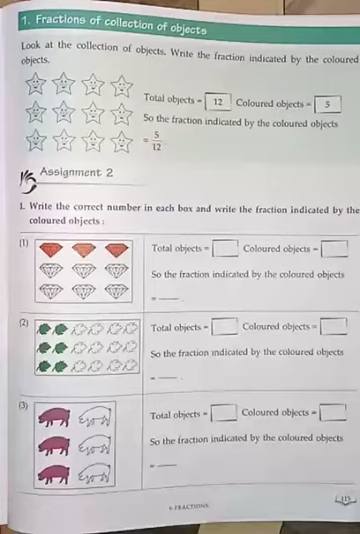 1. Fractions of collection of objects
Look at the collection of objects. Write the fraction indicated by the coloured
objects.
Total objects = 12 Coloured objects = 5
So the fraction indicated by the coloured objects
= 5/12
Assignment 2
1. Write the correct number in each box and write the fraction indicated by the
coloured objects :
(1) Total objects = Coloured objects =
So the fraction indicated by the coloured objects
= ____ .
(2) Total objects = Coloured objects =
So the fraction indicated by the coloured objects
= ____ .
(3) Total objects = Coloured objects =
So the fraction indicated by the coloured objects
= ____
FRACTIONS